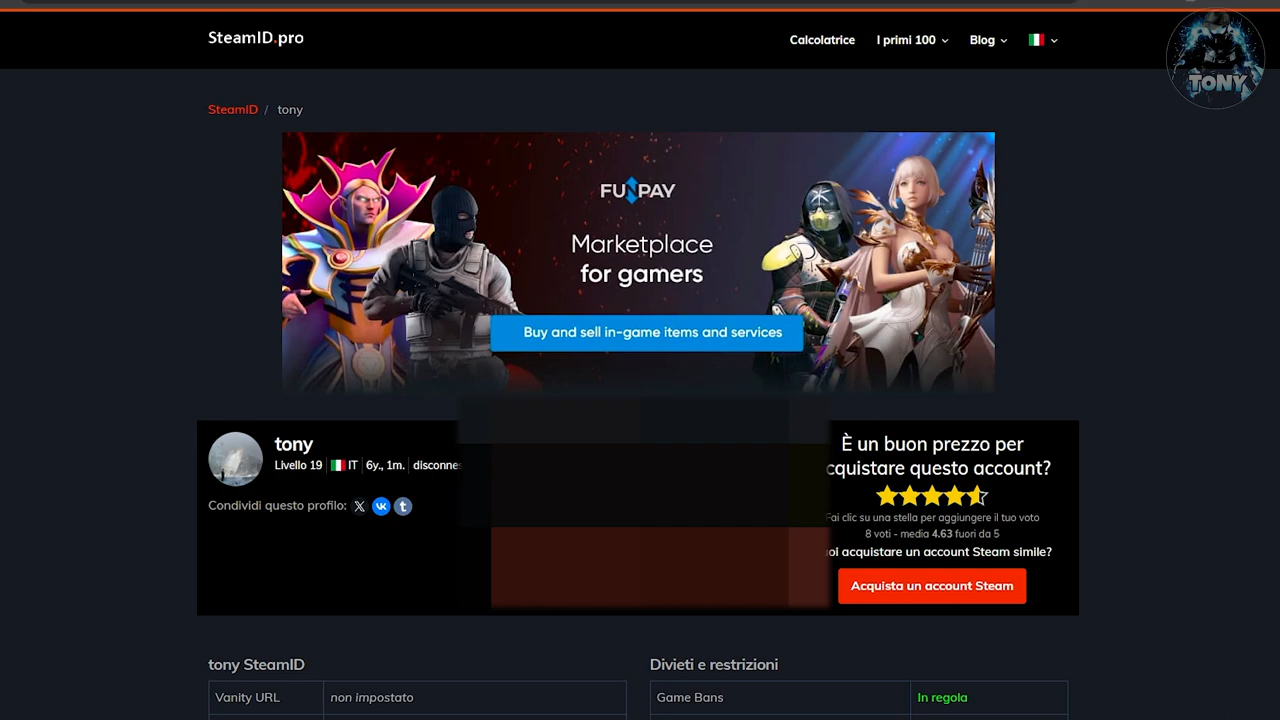 SteamID.pro
Calcolatrice
I primi 100
Blog
TONY
SteamID / tony
FUNPAY
Marketplace
for gamers
Buy and sell in-game items and services
tony
Livello 19
IT
6y., 1m.
disconne
Condividi questo profilo:
È un buon prezzo per
cquistare questo account?
Fai clic su una stella per aggiungere il tuo voto
8 voti - media 4.63 fuori da 5
oi acquistare un account Steam simile?
Acquista un account Steam
tony SteamID
Vanity URL
non impostato
Divieti e restrizioni
Game Bans
In regola